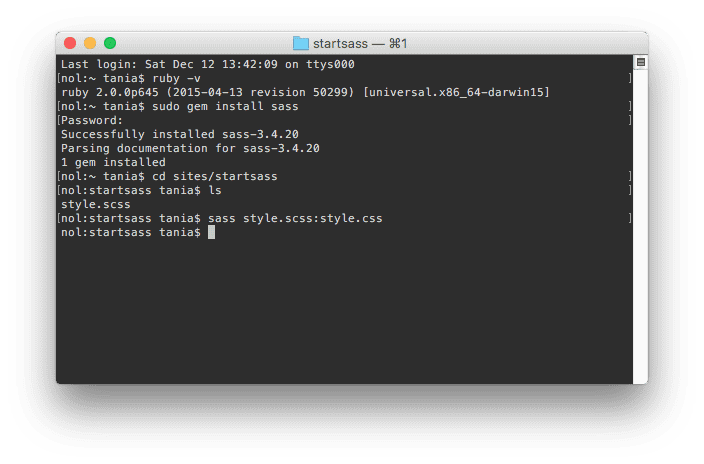 startsass — ⌘1
Last login: Sat Dec 12 13:42:09 on ttys000
[nol:~ tania$ ruby -v ]
ruby 2.0.0p645 (2015-04-13 revision 50299) [universal.x86_64-darwin15]
[nol:~ tania$ sudo gem install sass ]
[Password: ]
Successfully installed sass-3.4.20
Parsing documentation for sass-3.4.20
1 gem installed
[nol:~ tania$ cd sites/startsass ]
[nol:startsass tania$ ls ]
style.scss
[nol:startsass tania$ sass style.scss:style.css ]
nol:startsass tania$